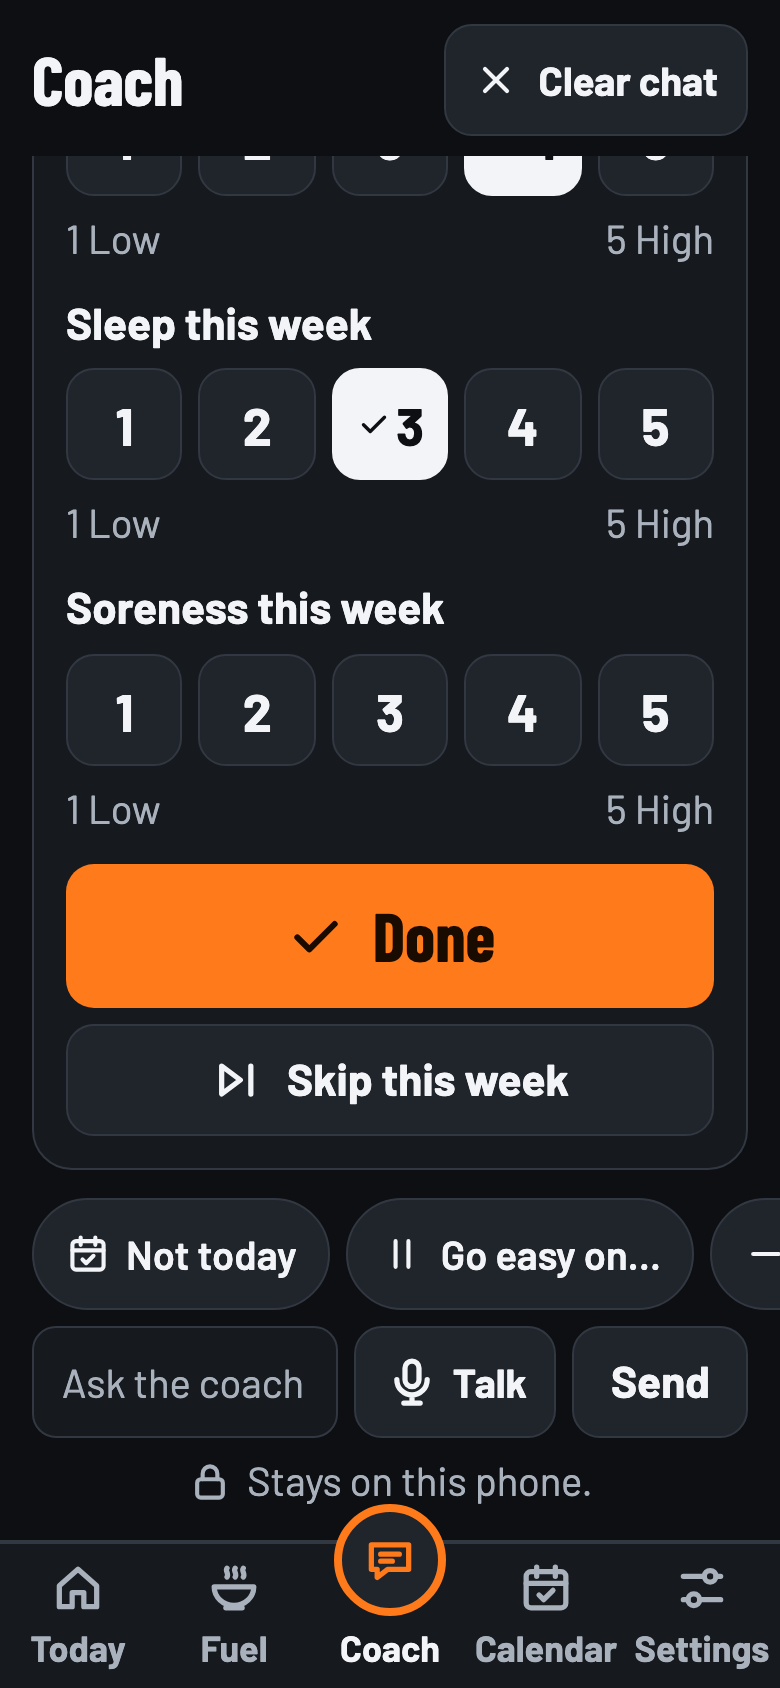 Coach
Clear chat
1 Low
5 High
Sleep this week
1 2 3 4 5
1 Low
5 High
Soreness this week
1 2 3 4 5
1 Low
5 High
Done
Skip this week
Not today
Go easy on...
Ask the coach
Talk
Send
Stays on this phone.
Today
Fuel
Coach
Calendar
Settings